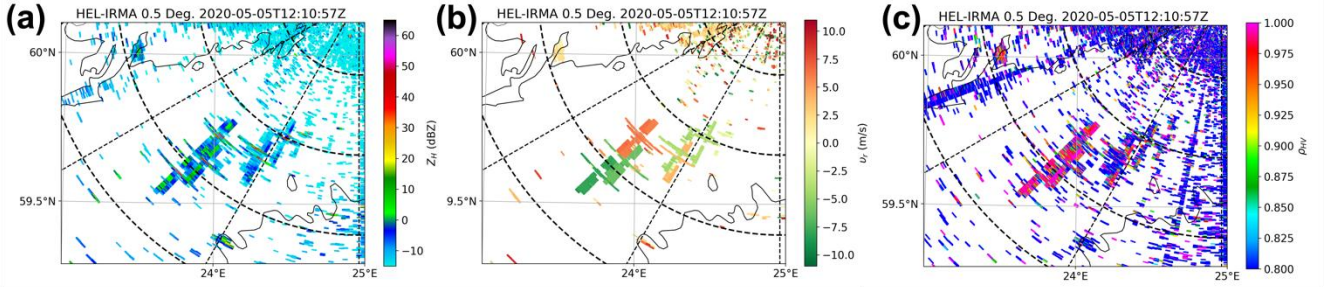 (a)
HEL-IRMA 0.5 Deg. 2020-05-05T12:10:57Z
60°N
59.5°N
24°E
25°E
60
50
40
30
20
10
0
−10
Z_H (dBZ)
(b)
HEL-IRMA 0.5 Deg. 2020-05-05T12:10:57Z
60°N
9.5°N
24°E
25°E
10.0
7.5
5.0
2.5
0.0
−2.5
−5.0
−7.5
−10.0
v_r (m/s)
(c)
HEL-IRMA 0.5 Deg. 2020-05-05T12:10:57Z
60°N
59.5°N
24°E
25°E
1.000
0.975
0.950
0.925
0.900
0.875
0.850
0.825
0.800
ρ_HV